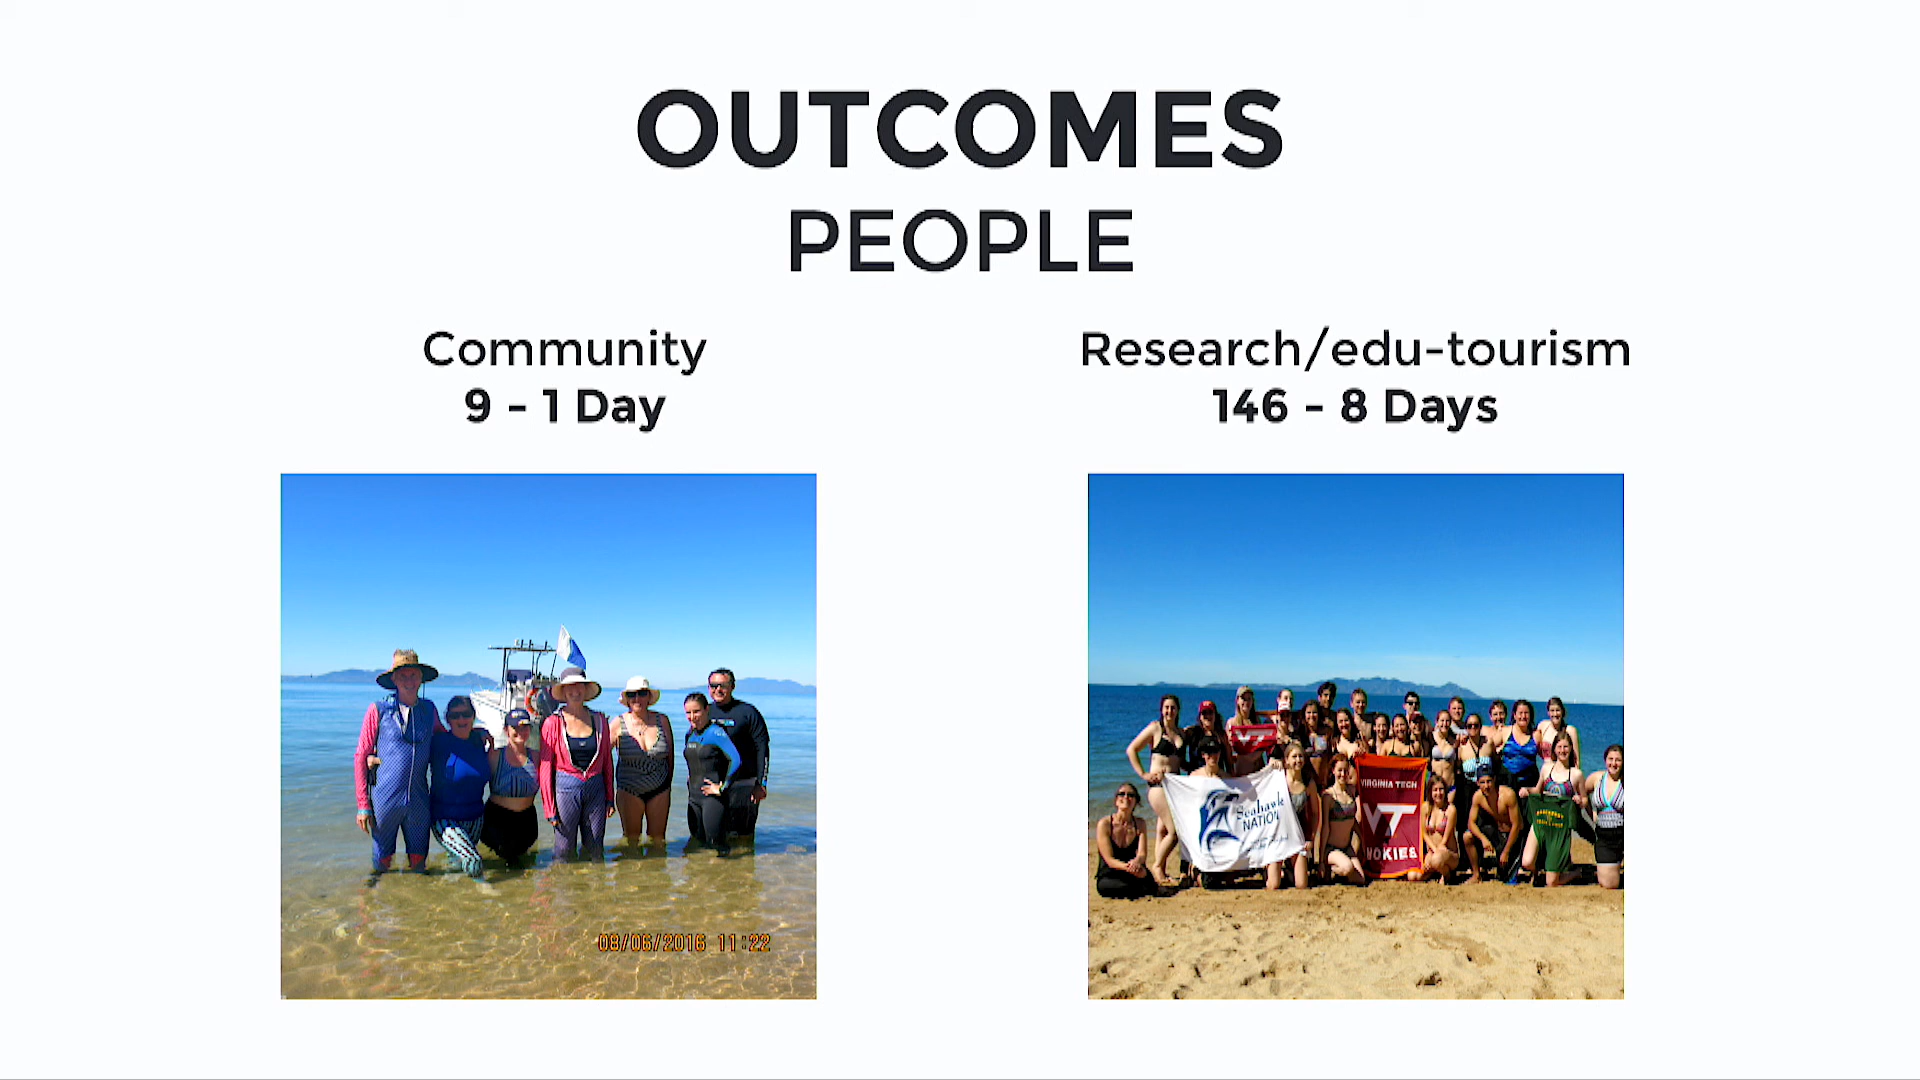 OUTCOMES
PEOPLE
Community
9 - 1 Day
Research/edu-tourism
146 - 8 Days
08/06/2016 11:22
VT
Seahawk
NATION
VIRGINIA TECH
VT
HOKIES